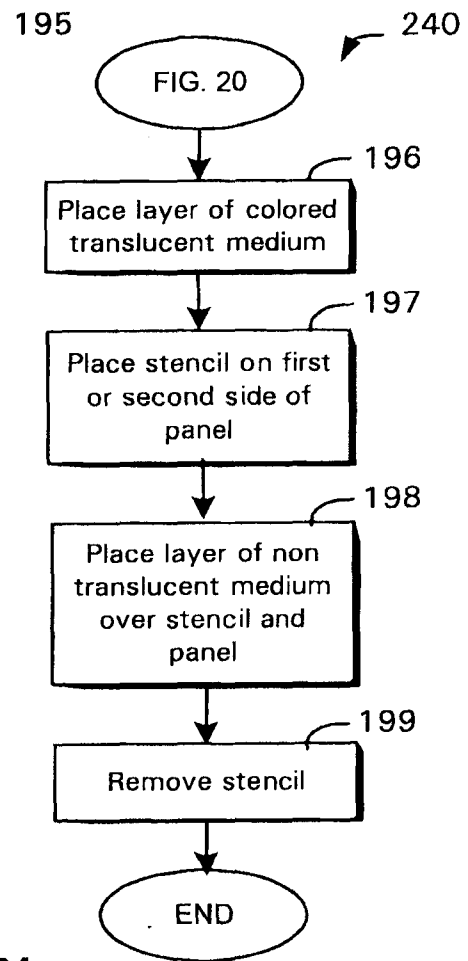 195
240
FIG. 20
196
Place layer of colored
translucent medium
197
Place stencil on first
or second side of
panel
198
Place layer of non
translucent medium
over stencil and
panel
199
Remove stencil
END